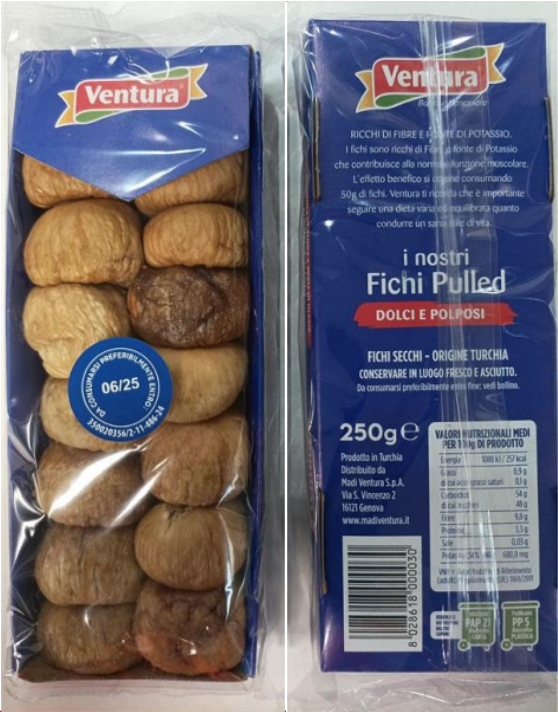 Ventura
DA CONSUMARSI PREFERIBILMENTE ENTRO:
06/25
350020356/2-11-486-24
Ventura
RICCHI DI FIBRE E FONTE DI POTASSIO.
I fichi sono ricchi di Fibre e fonte di Potassio
che contribuisce alla normale funzione muscolare.
L'effetto benefico si ottiene consumando
50g di fichi. Ventura ti ricorda che è importante
seguire una dieta varia ed equilibrata quanto
condurre un sano stile di vita.
i nostri
Fichi Pulled
DOLCI E POLPOSI
FICHI SECCHI - ORIGINE TURCHIA
CONSERVARE IN LUOGO FRESCO E ASCIUTTO.
Da consumarsi preferibilmente entro fine: vedi bollino.
250g e
Prodotto in Turchia
Distribuito da
Madi Ventura S.p.A.
Via S. Vincenzo 2
16121 Genova
www.madiventura.it
VALORI NUTRIZIONALI MEDI
PER 100g DI PRODOTTO
Energia 1080 kJ / 257 kcal
Grassi 0,9 g
di cui acidi grassi saturi 0,1 g
Carboidrati 54 g
di cui zuccheri 48 g
Fibre 9,8 g
Proteine 3,3 g
Sale 0,03 g
Potassio 34% 680,0 mg
8 028618 000030
PAP 21
CARTA
PP 5
PLASTICA